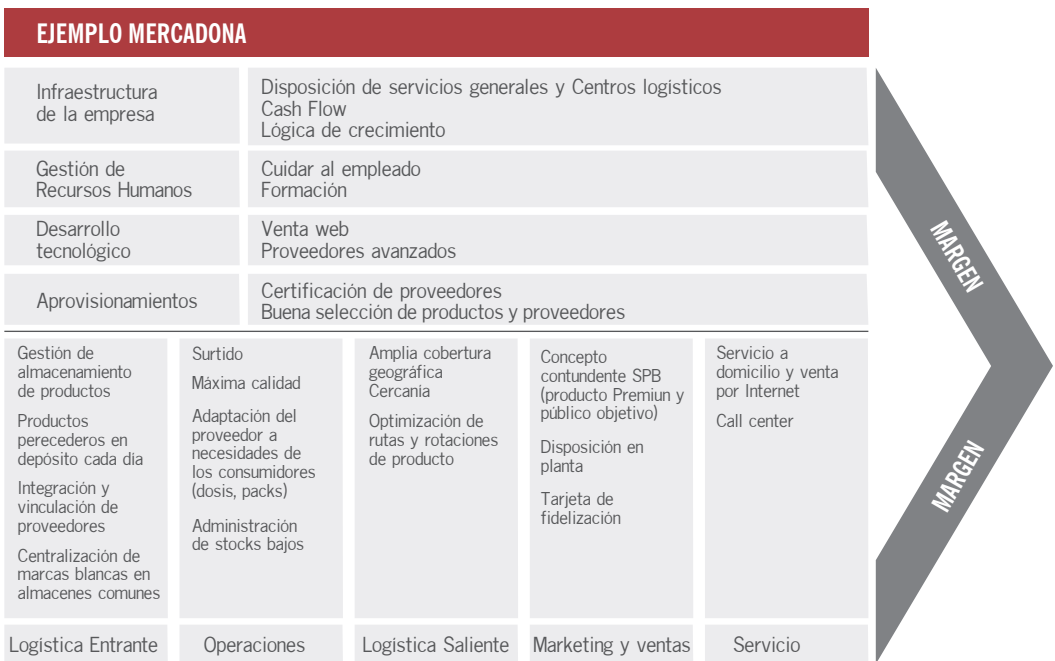 EJEMPLO MERCADONA
Infraestructura
de la empresa
Disposición de servicios generales y Centros logísticos
Cash Flow
Lógica de crecimiento
Gestión de
Recursos Humanos
Cuidar al empleado
Formación
Desarrollo
tecnológico
Venta web
Proveedores avanzados
Aprovisionamientos
Certificación de proveedores
Buena selección de productos y proveedores
Gestión de
almacenamiento
de productos
Productos
perecederos en
depósito cada día
Integración y
vinculación de
proveedores
Centralización de
marcas blancas en
almacenes comunes
Surtido
Máxima calidad
Adaptación del
proveedor a
necesidades de
los consumidores
(dosis, packs)
Administración
de stocks bajos
Amplia cobertura
geográfica
Cercanía
Optimización de
rutas y rotaciones
de producto
Concepto
contundente SPB
(producto Premiun y
público objetivo)
Disposición en
planta
Tarjeta de
fidelización
Servicio a
domicilio y venta
por Internet
Call center
Logística Entrante
Operaciones
Logística Saliente
Marketing y ventas
Servicio
MARGEN
MARGEN